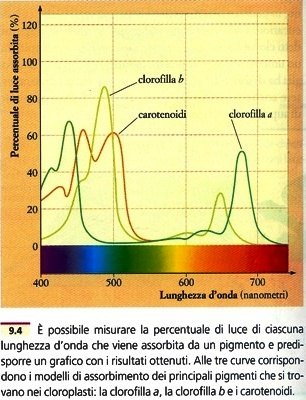 Percentuale di luce assorbita (%)
120
100
80
60
40
20
0
clorofilla b
carotenoidi
clorofilla a
400
500
600
700
Lunghezza d'onda (nanometri)
9.4 È possibile misurare la percentuale di luce di ciascuna
lunghezza d'onda che viene assorbita da un pigmento e predi-
sporre un grafico con i risultati ottenuti. Alle tre curve corrispon-
dono i modelli di assorbimento dei principali pigmenti che si tro-
vano nei cloroplasti: la clorofilla a, la clorofilla b e i carotenoidi.